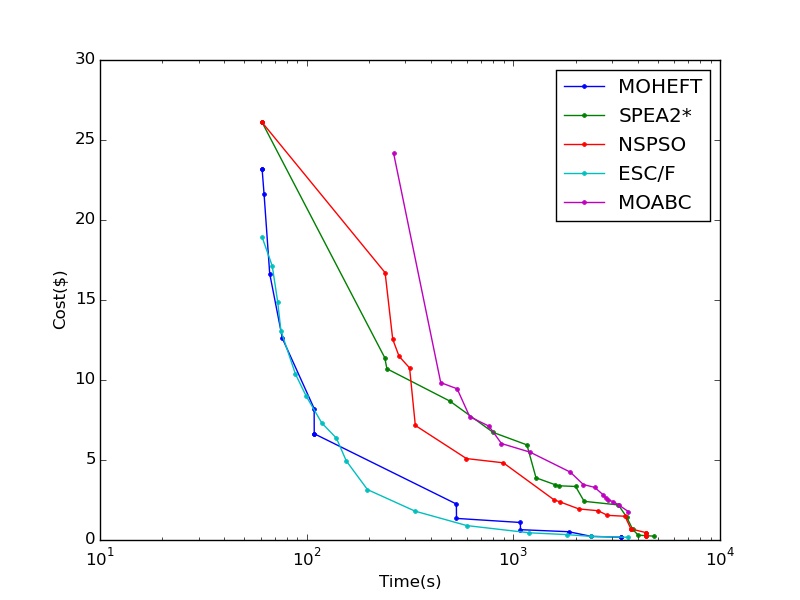 30
25
20
15
10
5
0
Cost($)
10¹
10²
10³
10⁴
Time(s)
MOHEFT
SPEA2*
NSPSO
ESC/F
MOABC